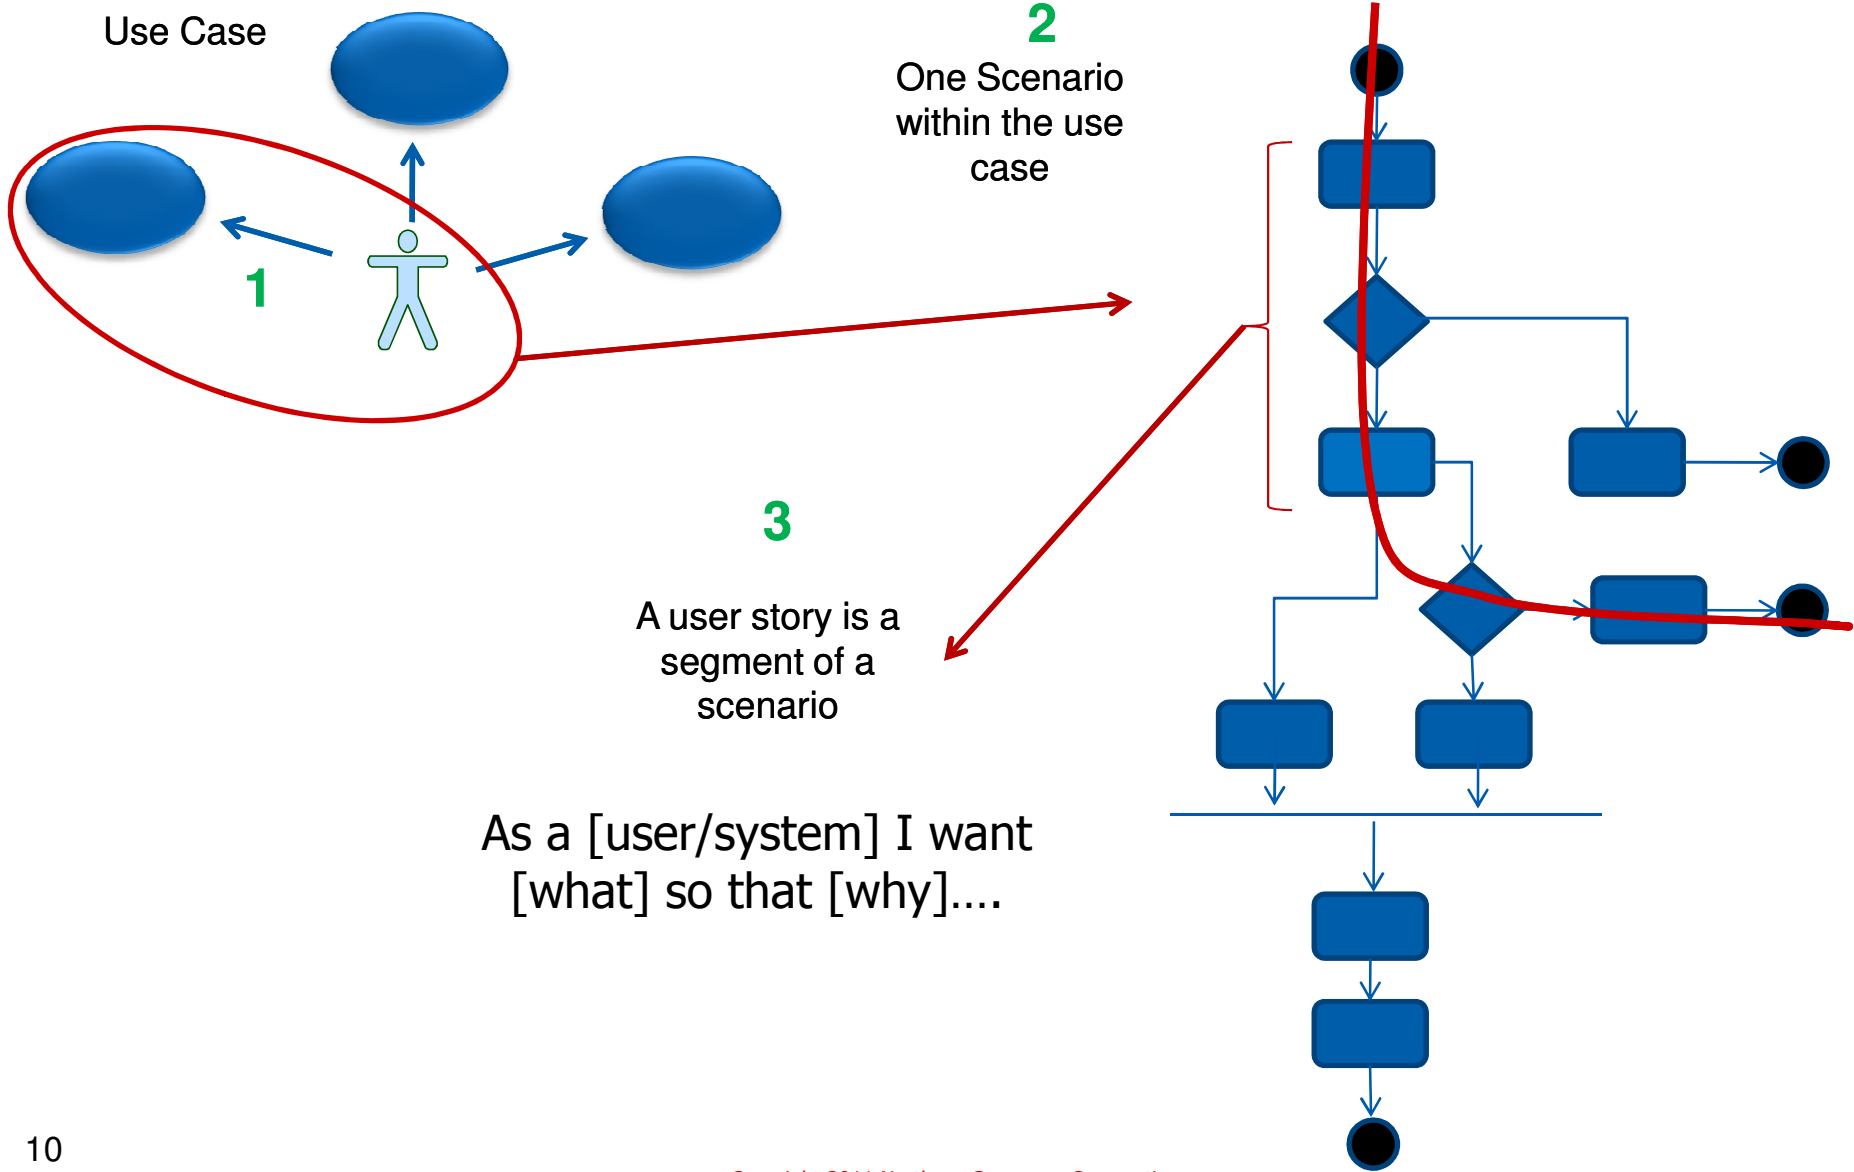 Use Case
1
2
One Scenario
within the use
case
3
A user story is a
segment of a
scenario
As a [user/system] I want
[what] so that [why]....
10